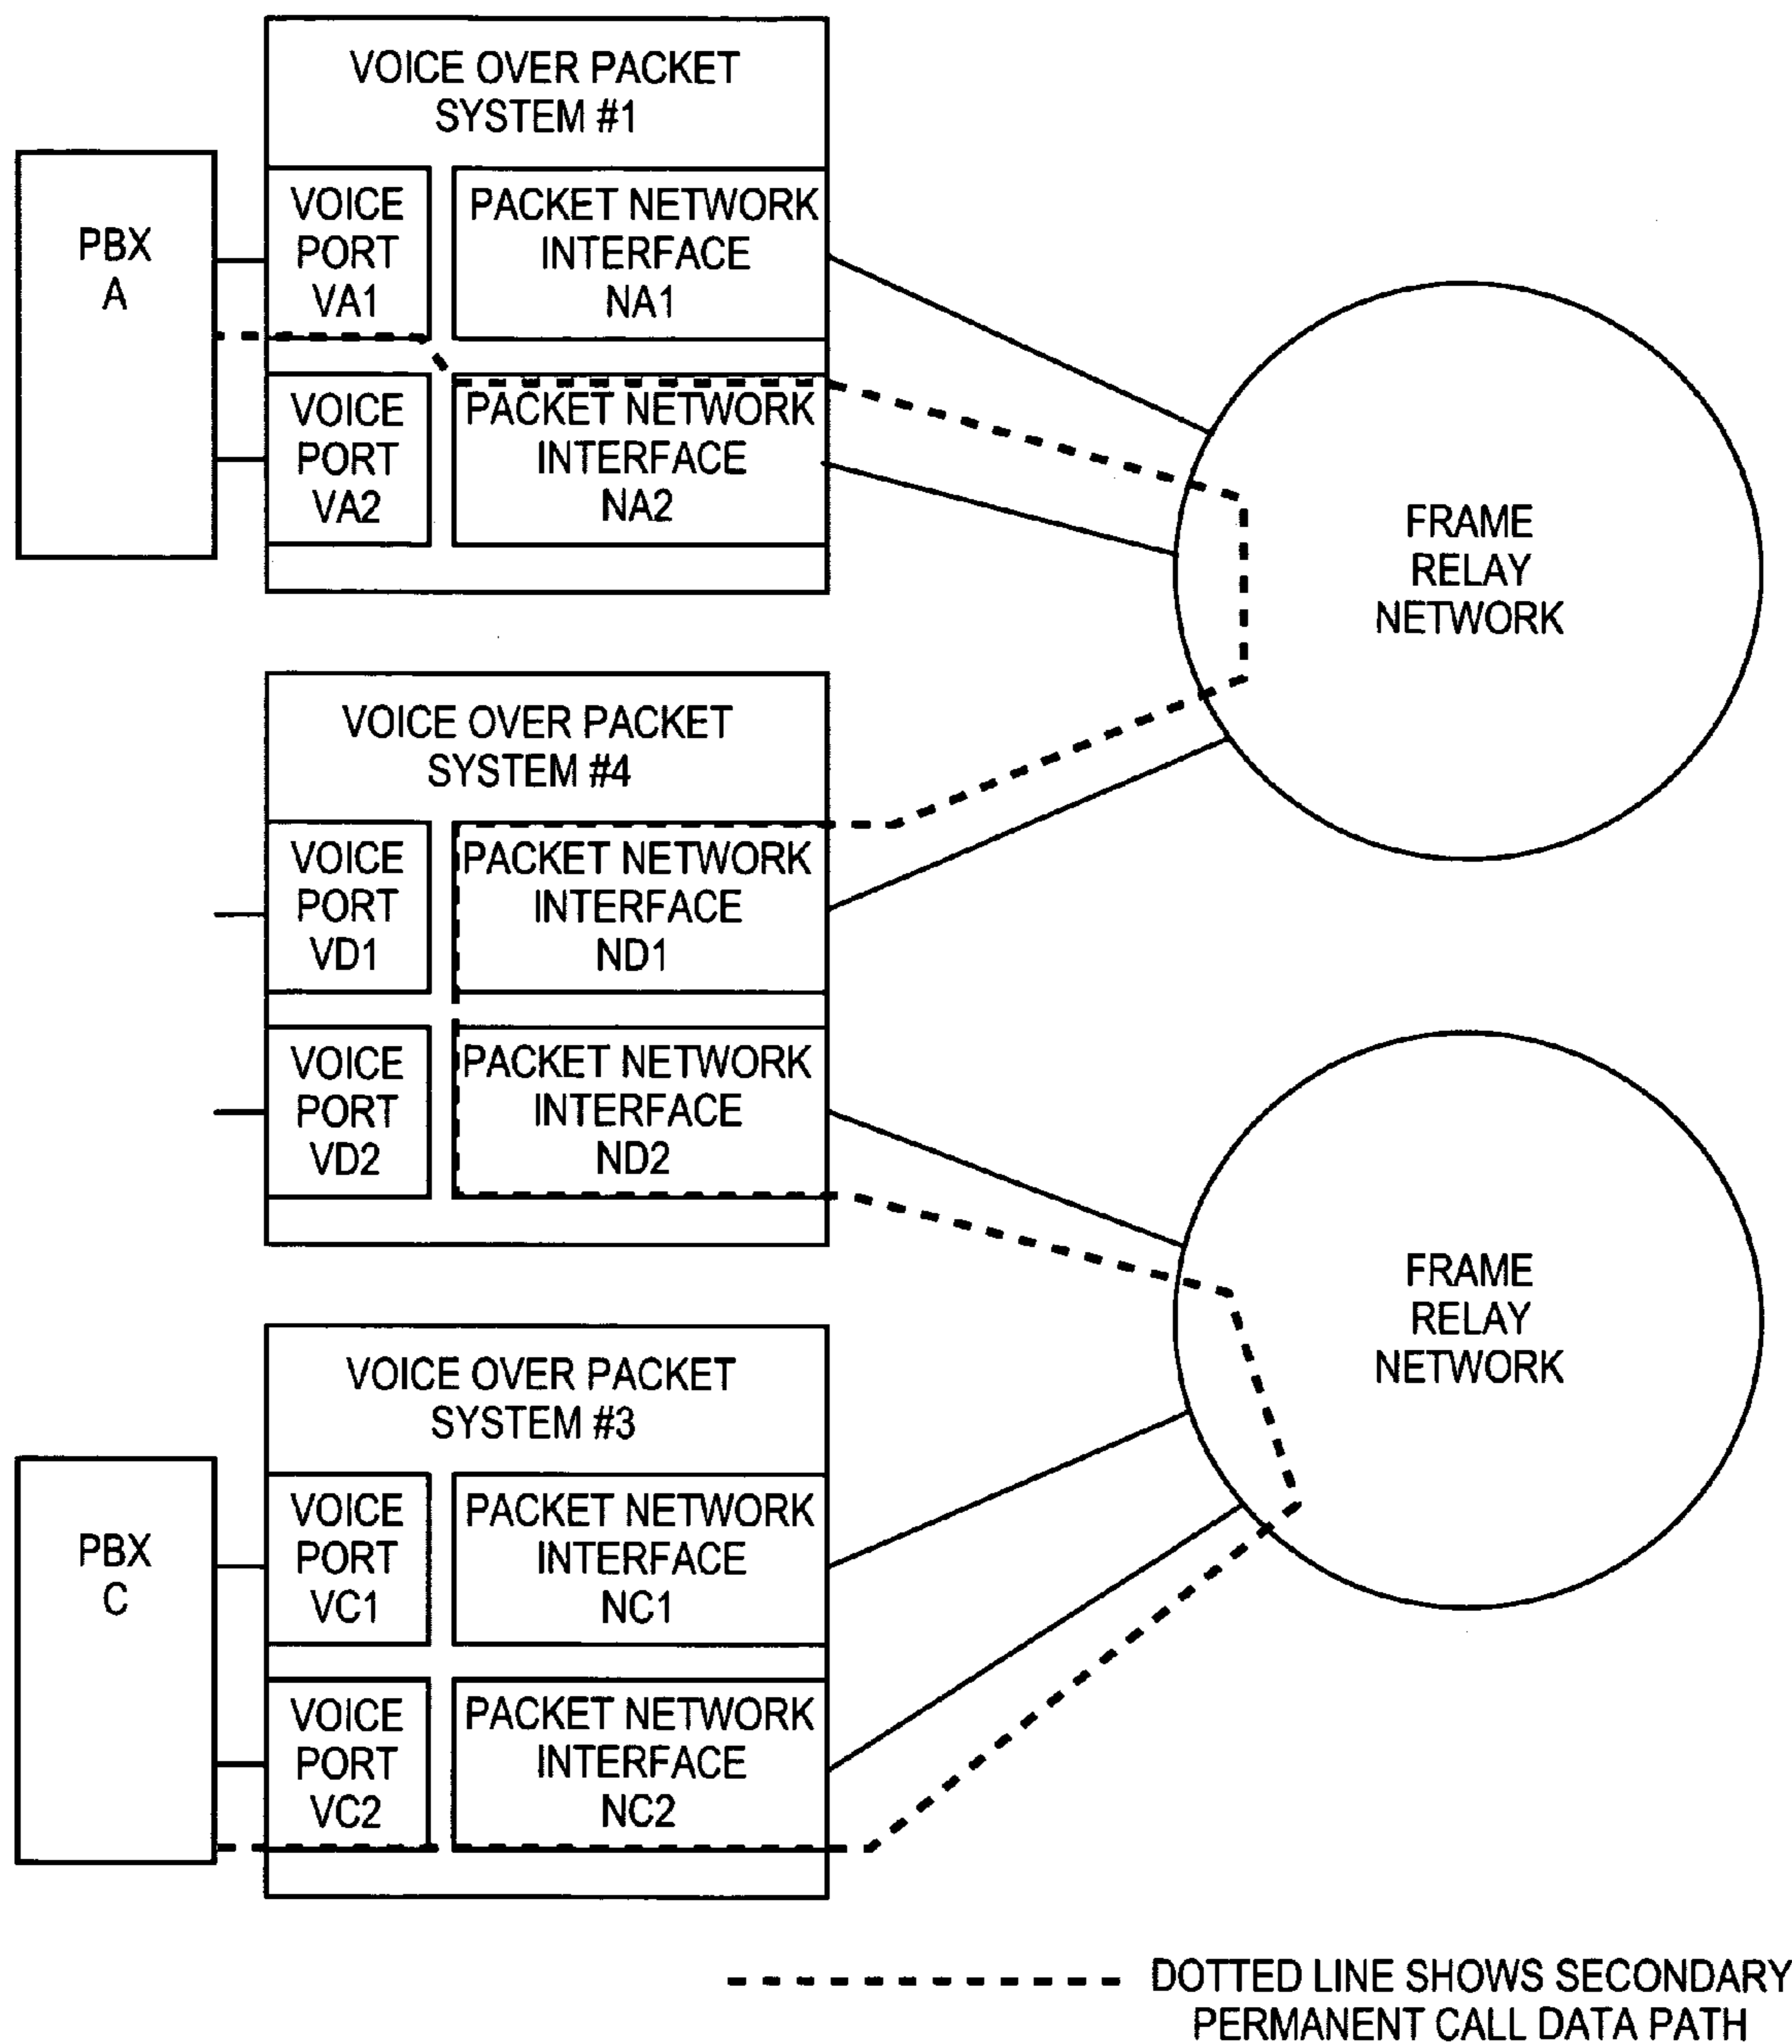 VOICE OVER PACKET
SYSTEM #1
PBX
A
VOICE
PORT
VA1
PACKET NETWORK
INTERFACE
NA1
VOICE
PORT
VA2
PACKET NETWORK
INTERFACE
NA2
FRAME
RELAY
NETWORK
VOICE OVER PACKET
SYSTEM #4
VOICE
PORT
VD1
PACKET NETWORK
INTERFACE
ND1
VOICE
PORT
VD2
PACKET NETWORK
INTERFACE
ND2
FRAME
RELAY
NETWORK
VOICE OVER PACKET
SYSTEM #3
PBX
C
VOICE
PORT
VC1
PACKET NETWORK
INTERFACE
NC1
VOICE
PORT
VC2
PACKET NETWORK
INTERFACE
NC2
DOTTED LINE SHOWS SECONDARY
PERMANENT CALL DATA PATH